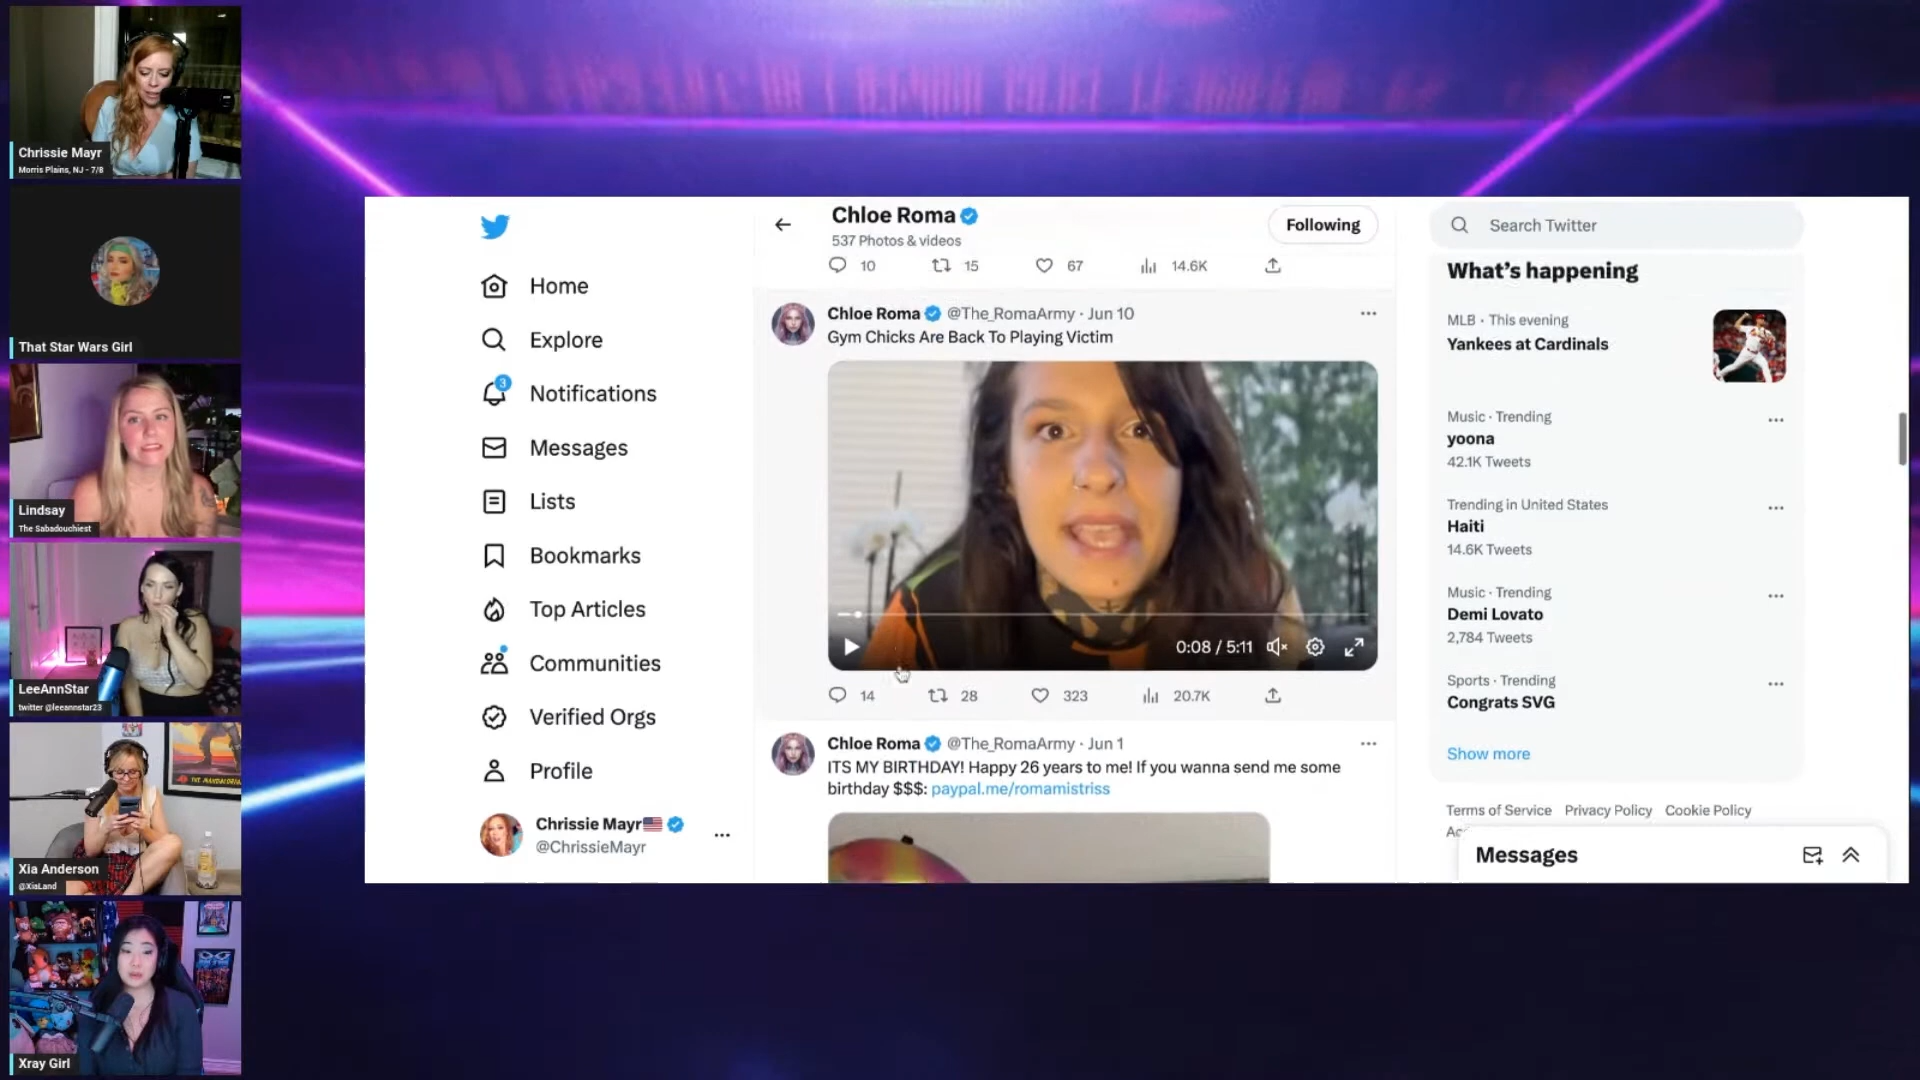 Chrissie Mayr
Morris Plains, NJ - 7/8
That Star Wars Girl
Lindsay
The Sabadouchiest
LeeAnnStar
twitter @leeannstar23
THE MANDALORIAN
Xia Anderson
@XiaLand
Xray Girl
Home
Explore
3
Notifications
Messages
Lists
Bookmarks
Top Articles
Communities
Verified Orgs
Profile
Chrissie Mayr
@ChrissieMayr
Chloe Roma
537 Photos & videos
Following
10 15 67 14.6K
Chloe Roma @The_RomaArmy · Jun 10
Gym Chicks Are Back To Playing Victim
0:08 / 5:11
14 28 323 20.7K
Chloe Roma @The_RomaArmy · Jun 1
ITS MY BIRTHDAY! Happy 26 years to me! If you wanna send me some
birthday $$$: paypal.me/romamistriss
Search Twitter
What's happening
MLB · This evening
Yankees at Cardinals
Music · Trending
yoona
42.1K Tweets
Trending in United States
Haiti
14.6K Tweets
Music · Trending
Demi Lovato
2,784 Tweets
Sports · Trending
Congrats SVG
Show more
Terms of Service Privacy Policy Cookie Policy
Messages